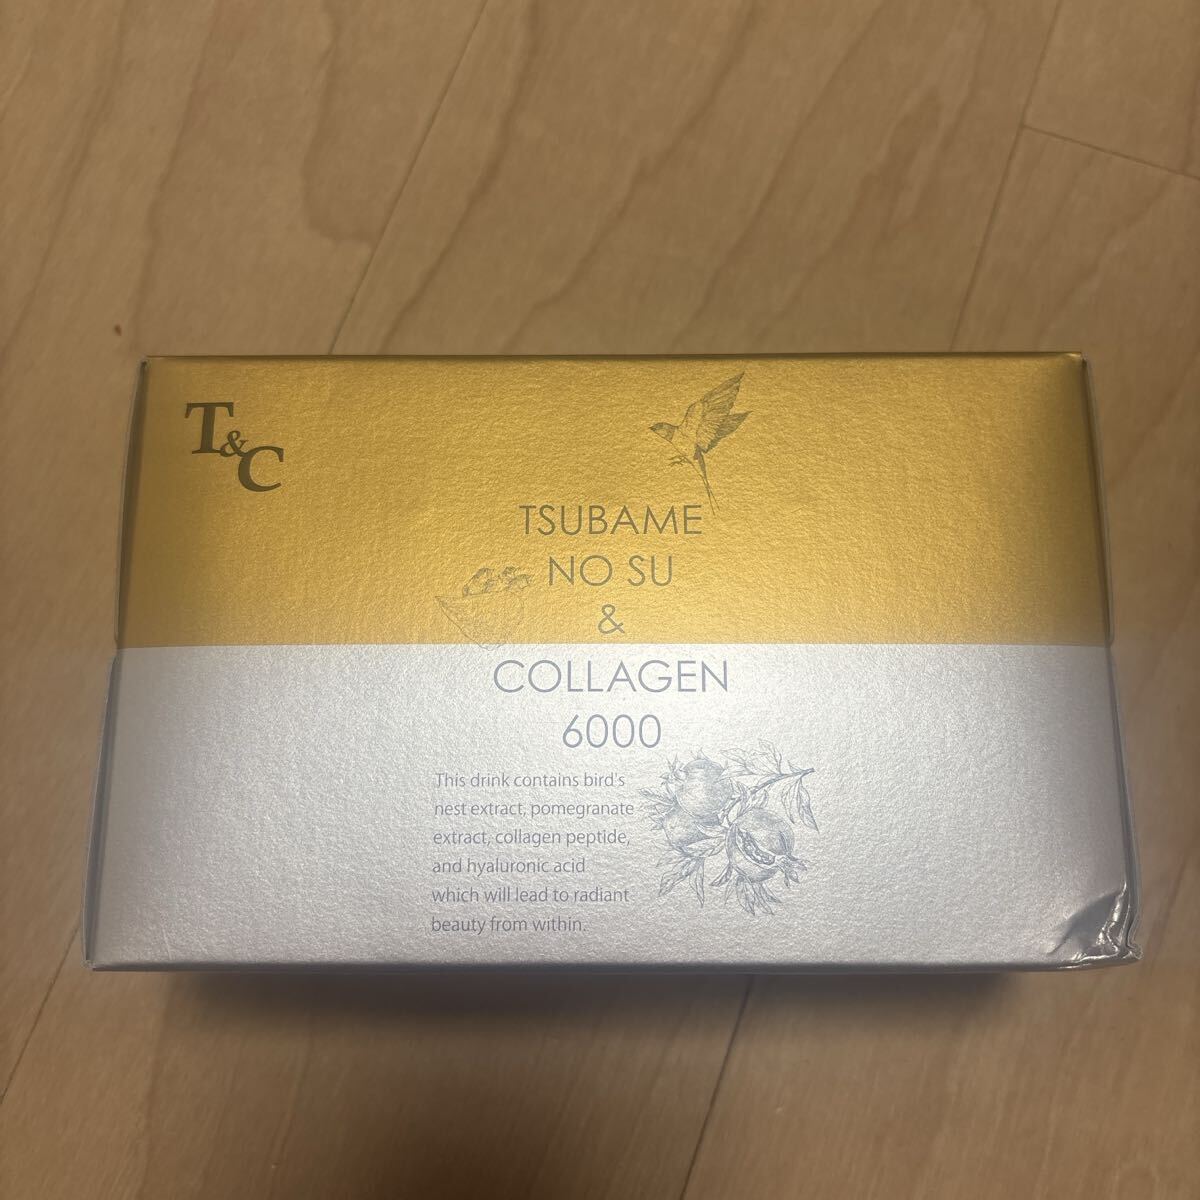 T&C
TSUBAME
NO SU
&
COLLAGEN
6000
This drink contains bird's
nest extract, pomegranate
extract, collagen peptide,
and hyaluronic acid
which will lead to radiant
beauty from within.